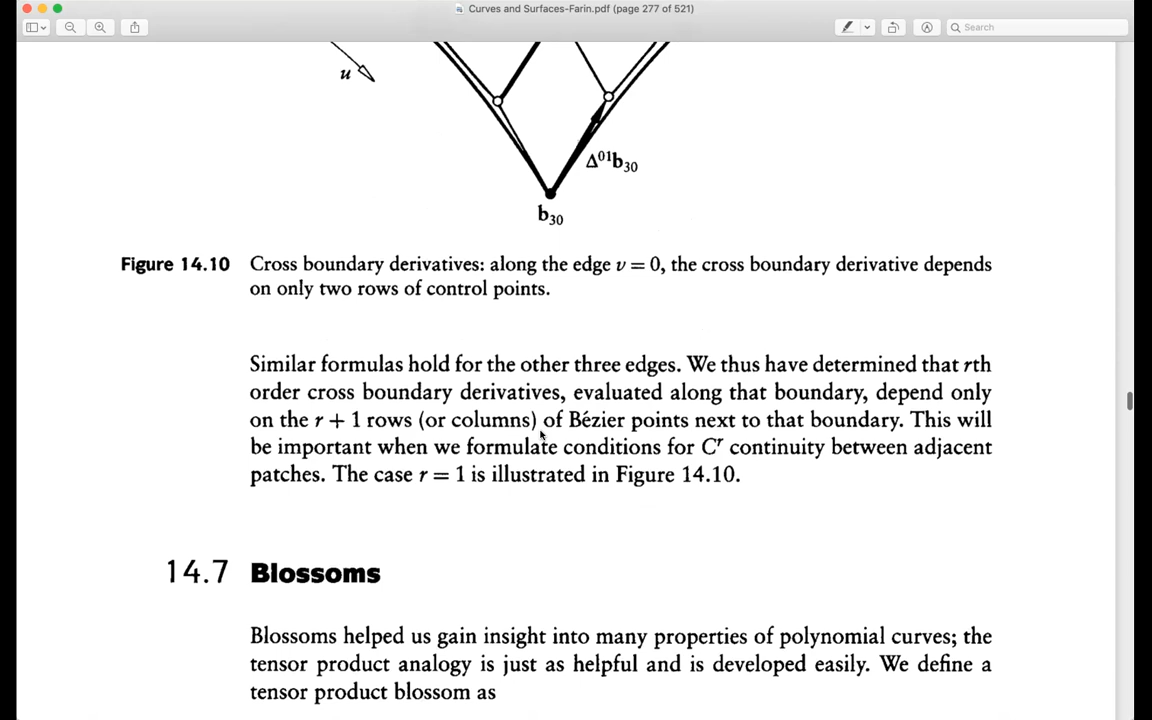 Curves and Surfaces-Farin.pdf (page 277 of 521)
Search
u
Δ⁰¹b₃₀
b₃₀
Figure 14.10 Cross boundary derivatives: along the edge v = 0, the cross boundary derivative depends
on only two rows of control points.
Similar formulas hold for the other three edges. We thus have determined that rth
order cross boundary derivatives, evaluated along that boundary, depend only
on the r + 1 rows (or columns) of Bézier points next to that boundary. This will
be important when we formulate conditions for Cʳ continuity between adjacent
patches. The case r = 1 is illustrated in Figure 14.10.
14.7 Blossoms
Blossoms helped us gain insight into many properties of polynomial curves; the
tensor product analogy is just as helpful and is developed easily. We define a
tensor product blossom as